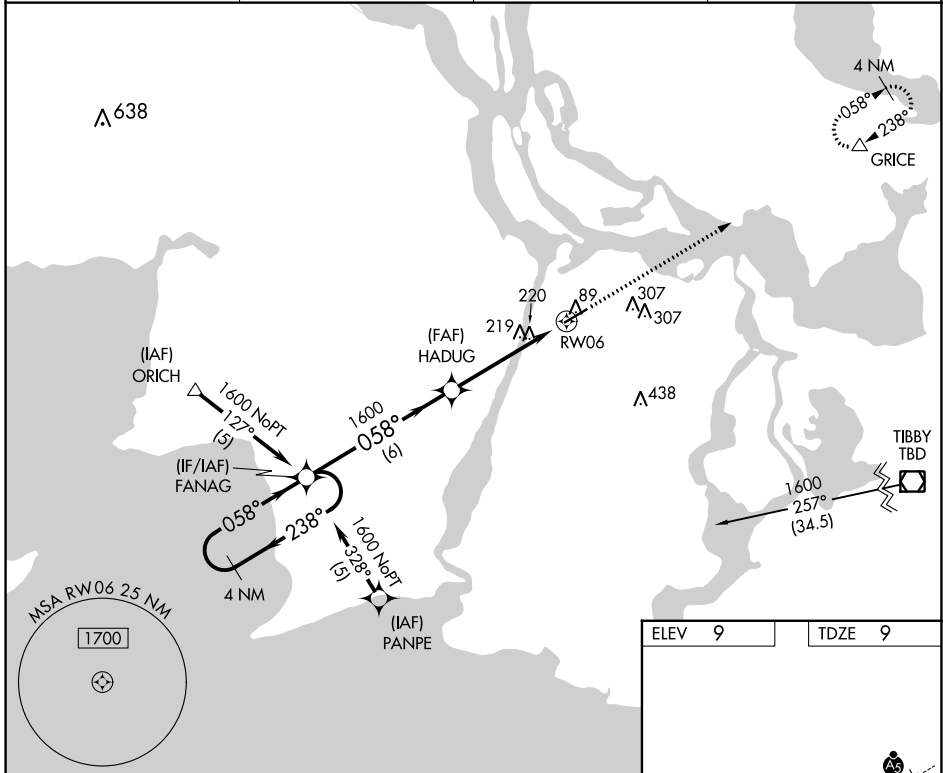 638
4 NM
058°
238°
GRICE
220
89
307
307
219
RW06
(FAF)
HADUG
(IAF)
ORICH
1600 NoPT
127°
(5)
1600
058°
(6)
438
(IF/IAF)
FANAG
TIBBY
TBD
1600
257°
(34.5)
058°
238°
1600 NoPT
328°
(5)
4 NM
(IAF)
PANPE
MSA RW06 25 NM
1700
ELEV 9
TDZE 9
A5